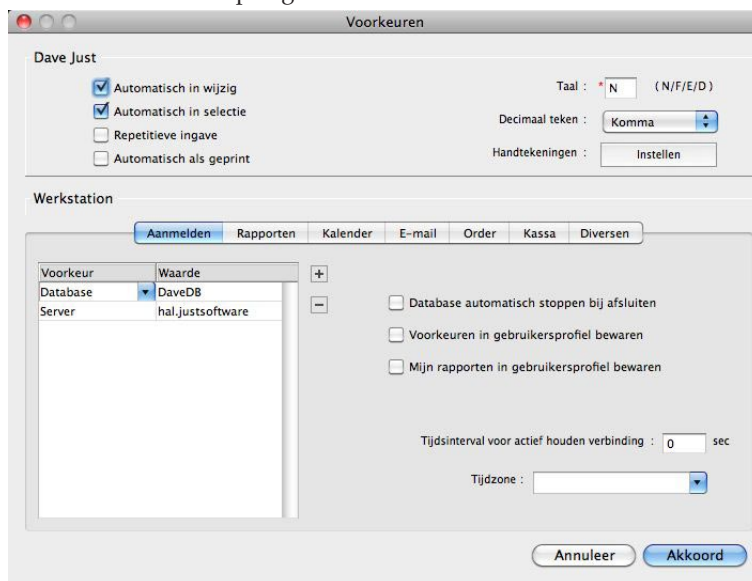 Voorkeuren
Dave Just
Automatisch in wijzig
Automatisch in selectie
Repetitieve ingave
Automatisch als geprint
Taal : * N ( N/F/E/D )
Decimaal teken : Komma
Handtekeningen : Instellen
Werkstation
Aanmelden Rapporten Kalender E-mail Order Kassa Diversen
Voorkeur Waarde
Database DaveDB
Server hal.justsoftware
+
−
Database automatisch stoppen bij afsluiten
Voorkeuren in gebruikersprofiel bewaren
Mijn rapporten in gebruikersprofiel bewaren
Tijdsinterval voor actief houden verbinding : 0 sec
Tijdzone :
Annuleer Akkoord